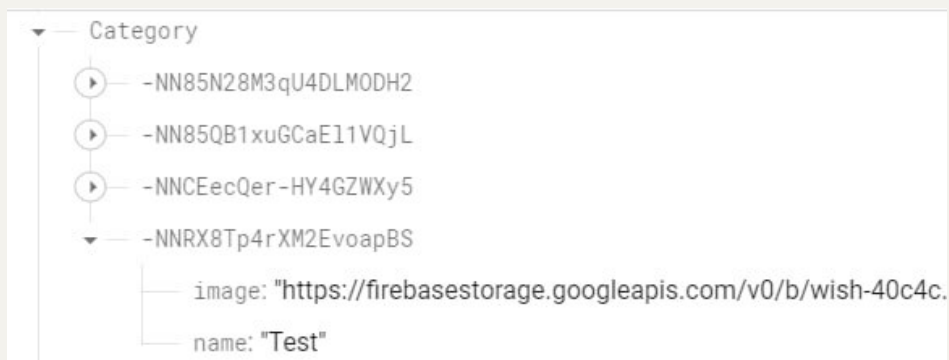 Category
-NN85N28M3qU4DLMODH2
-NN85QB1xuGCaEl1VQjL
-NNCEecQer-HY4GZWXy5
-NNRX8Tp4rXM2EvoapBS
image: "https://firebasestorage.googleapis.com/v0/b/wish-40c4c.
name: "Test"